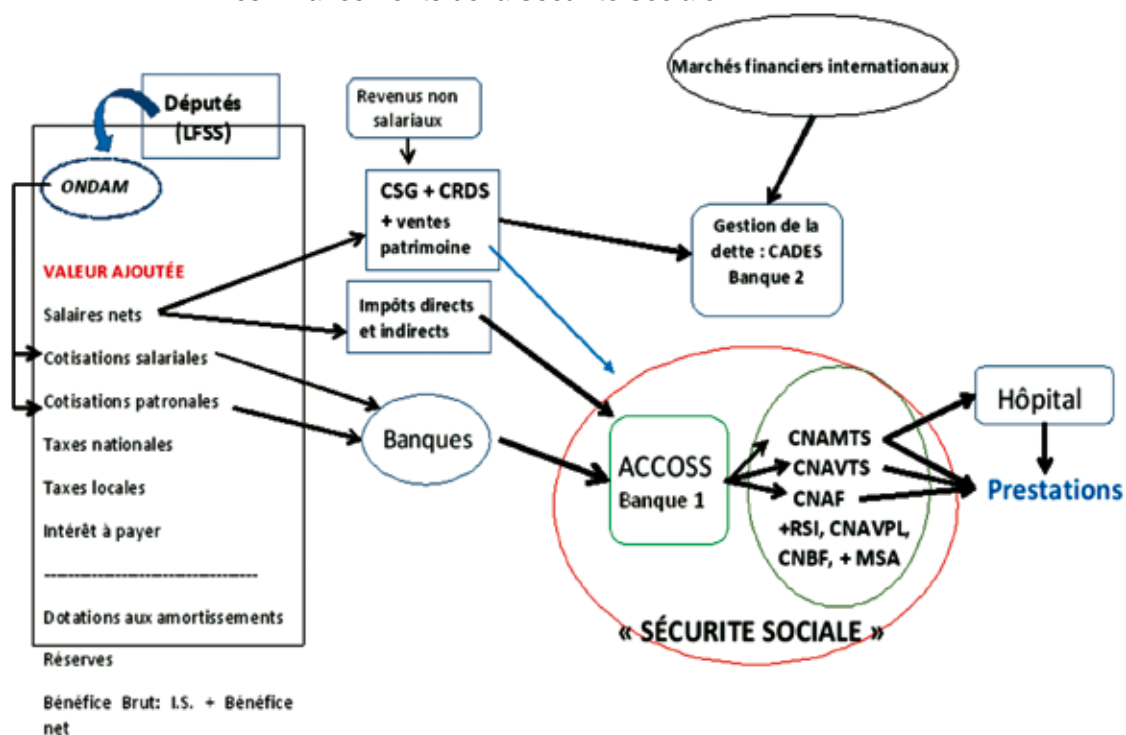 Marchés financiers internationaux
Députés
(LFSS)
Revenus non
salariaux
ONDAM
CSG + CRDS
+ ventes
patrimoine
Gestion de la
dette : CADES
Banque 2
VALEUR AJOUTÉE
Salaires nets
Impôts directs
et indirects
Cotisations salariales
Cotisations patronales
Banques
Taxes nationales
Taxes locales
Intérêt à payer
------------------------------------
Dotations aux amortissements
Réserves
Bénéfice Brut: I.S. + Bénéfice
net
ACCOSS
Banque 1
CNAMTS
CNAVTS
CNAF
+RSI, CNAVPL,
CNBF, + MSA
Hôpital
Prestations
« SÉCURITE SOCIALE »